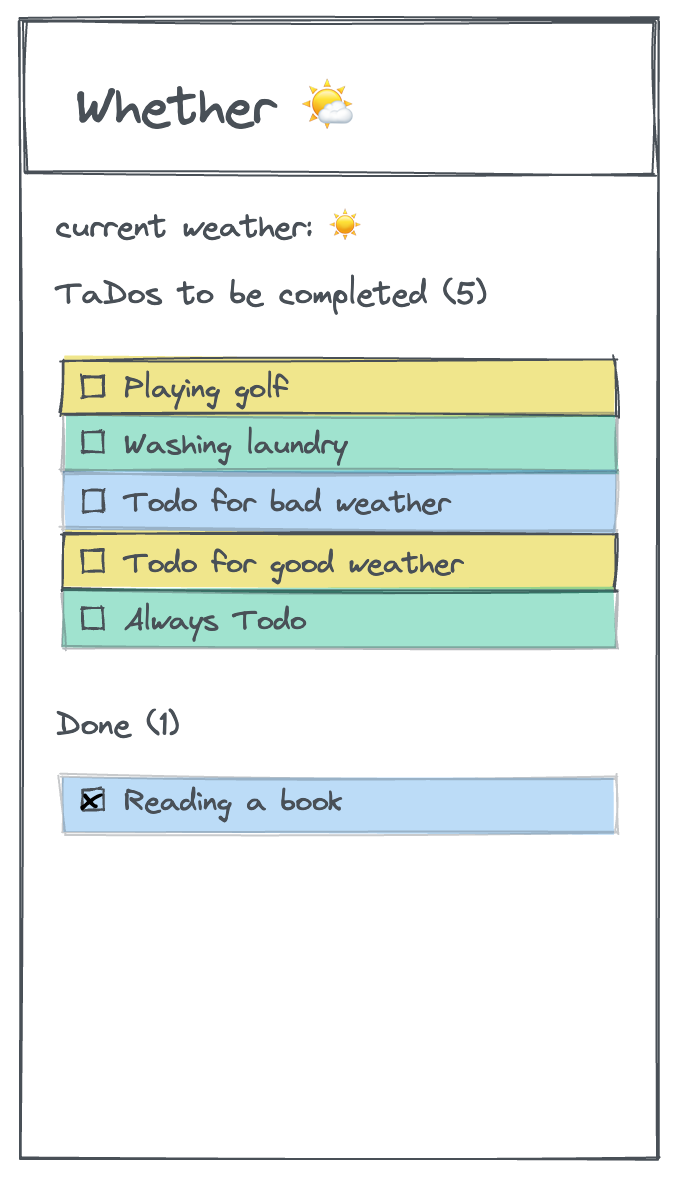 Whether
current weather:
TaDos to be completed (5)
Playing golf
Washing laundry
Todo for bad weather
Todo for good weather
Always Todo
Done (1)
Reading a book